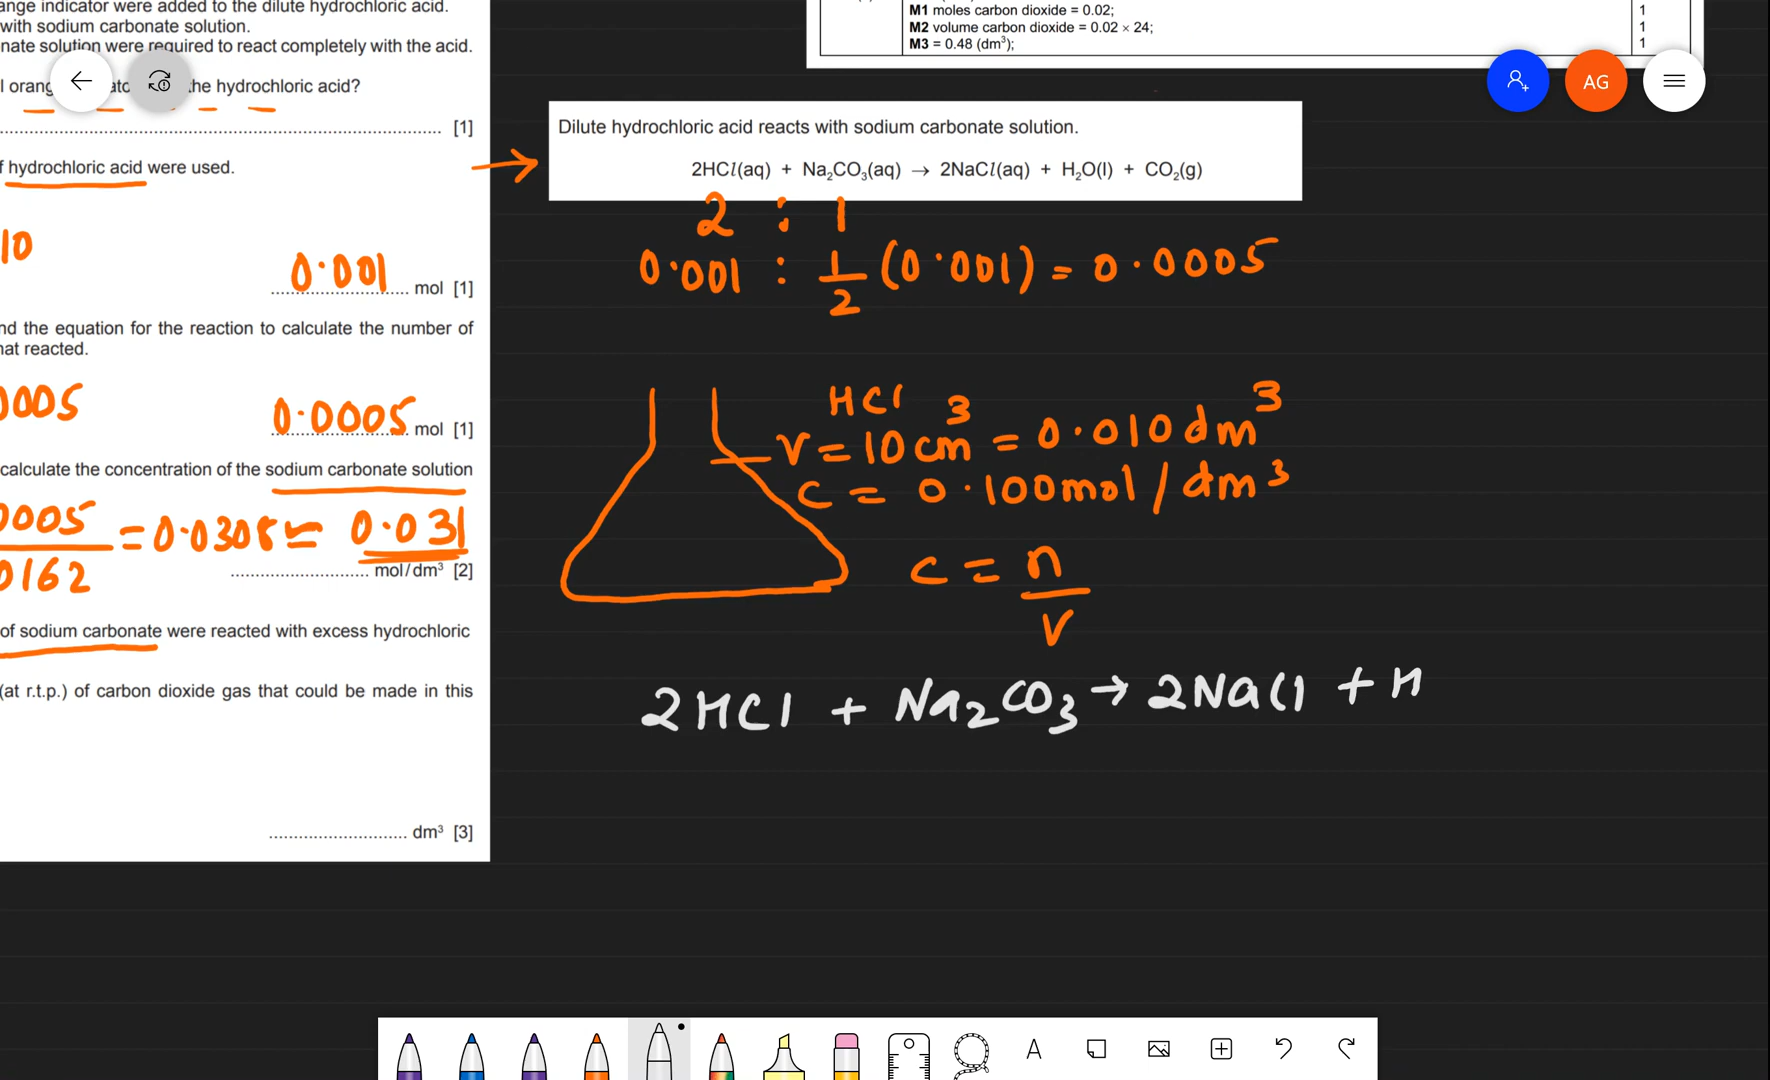 ange indicator were added to the dilute hydrochloric acid.
with sodium carbonate solution.
nate solution were required to react completely with the acid.
l orang ato he hydrochloric acid?
[1]
f hydrochloric acid were used.
10
0.001
mol [1]
nd the equation for the reaction to calculate the number of
hat reacted.
0005
0.0005 mol [1]
calculate the concentration of the sodium carbonate solution
0005 = 0.0308 = 0.031
0162
mol/dm³ [2]
of sodium carbonate were reacted with excess hydrochloric
(at r.t.p.) of carbon dioxide gas that could be made in this
dm³ [3]
M1 moles carbon dioxide = 0.02; 1
M2 volume carbon dioxide = 0.02 × 24; 1
M3 = 0.48 (dm³); 1
AG
Dilute hydrochloric acid reacts with sodium carbonate solution.
2HCl(aq) + Na₂CO₃(aq) → 2NaCl(aq) + H₂O(l) + CO₂(g)
2 : 1
0.001 : 1/2 (0.001) = 0.0005
HCl
V = 10cm³ = 0.010dm³
C = 0.100mol/dm³
C = n/V
2HCl + Na₂CO₃ → 2NaCl + H
A